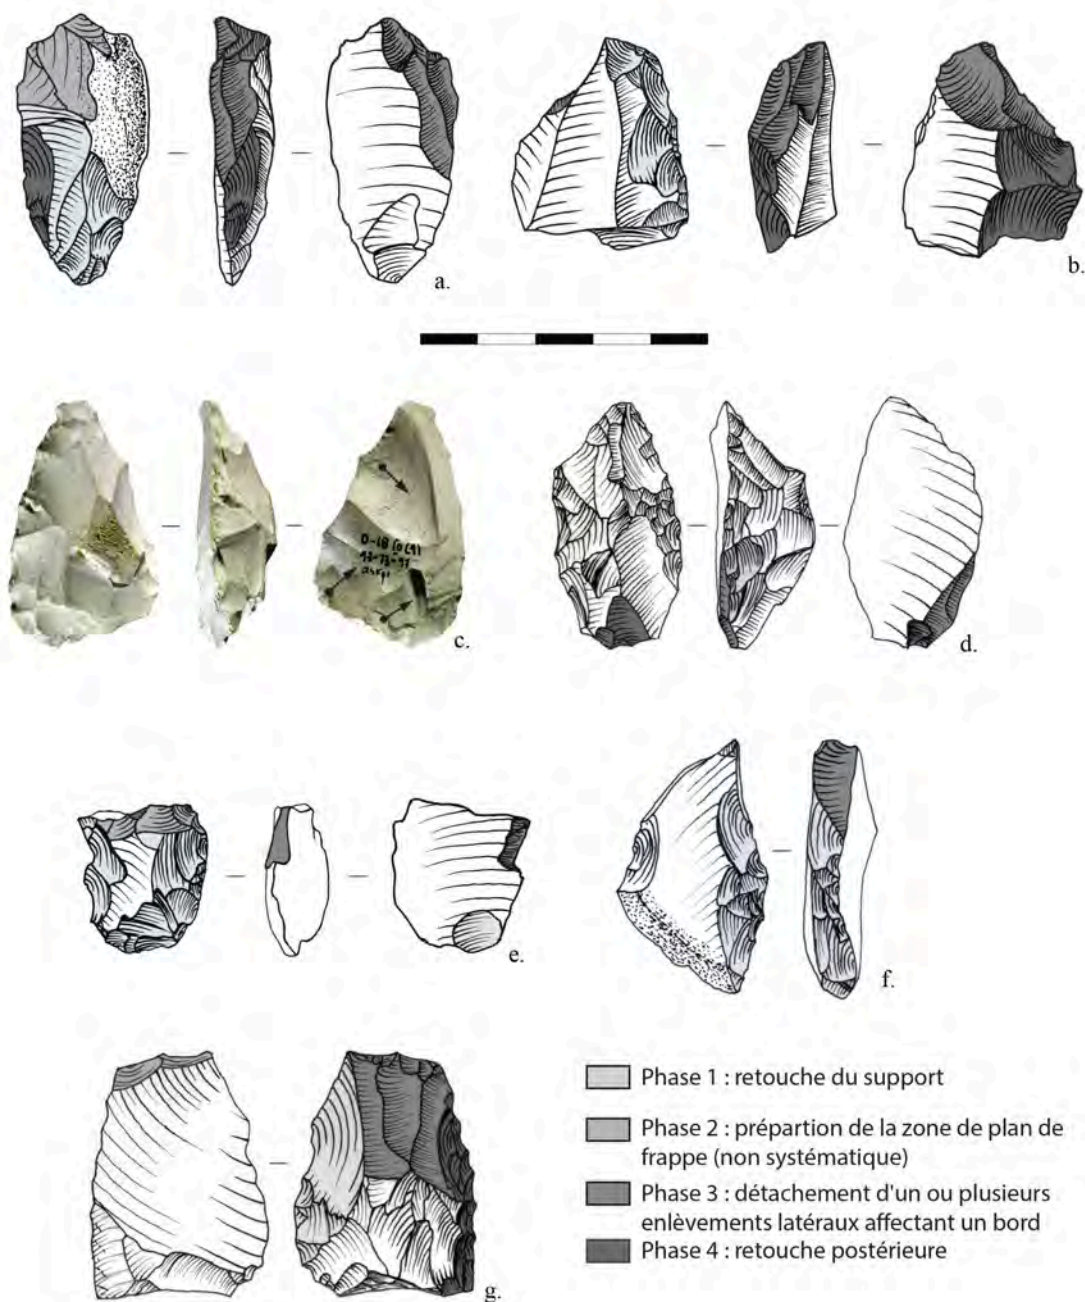 a.
b.
c.
d.
e.
f.
g.
Phase 1 : retouche du support
Phase 2 : prépartion de la zone de plan de
frappe (non systématique)
Phase 3 : détachement d'un ou plusieurs
enlèvements latéraux affectant un bord
Phase 4 : retouche postérieure